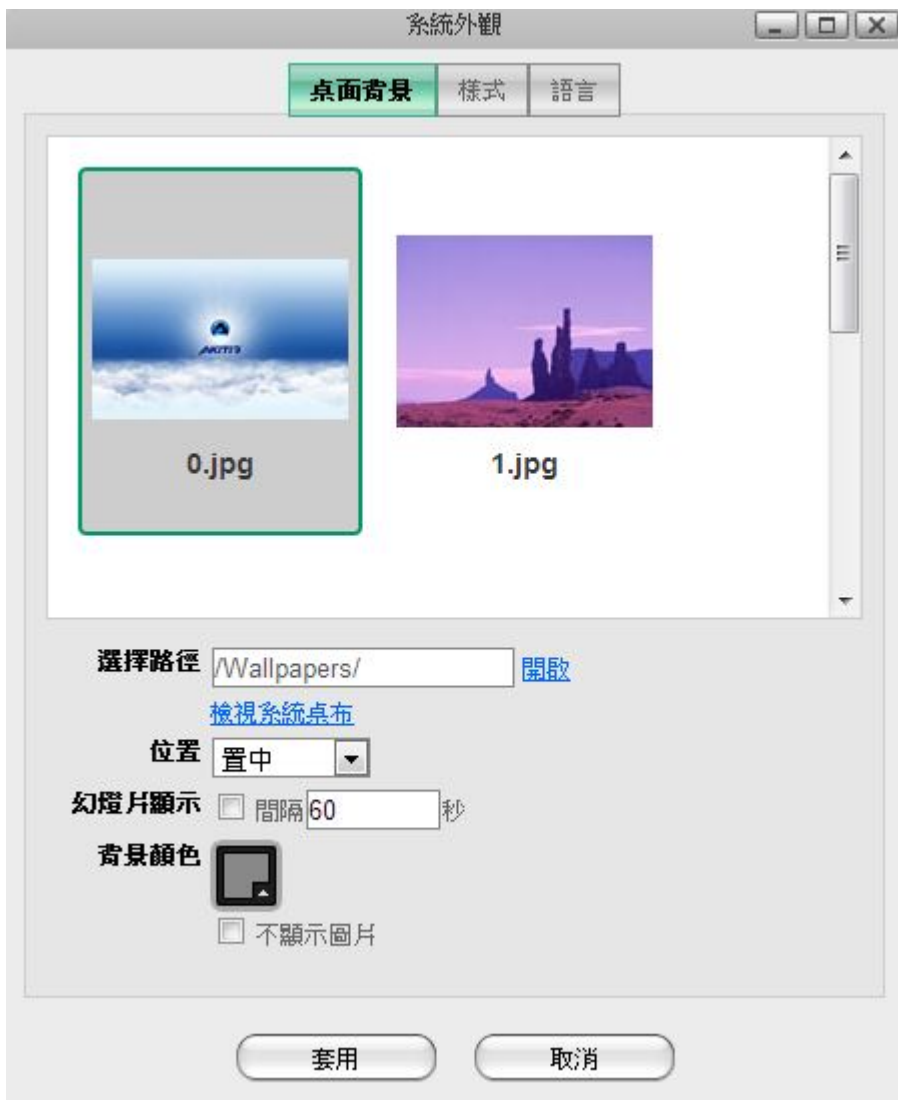 系統外觀
桌面背景 樣式 語言
AKiTiO
0.jpg 1.jpg
選擇路徑 /Wallpapers/ 開啟
檢視系統桌布
位置 置中
幻燈片顯示 間隔 60 秒
背景顏色
不顯示圖片
套用 取消